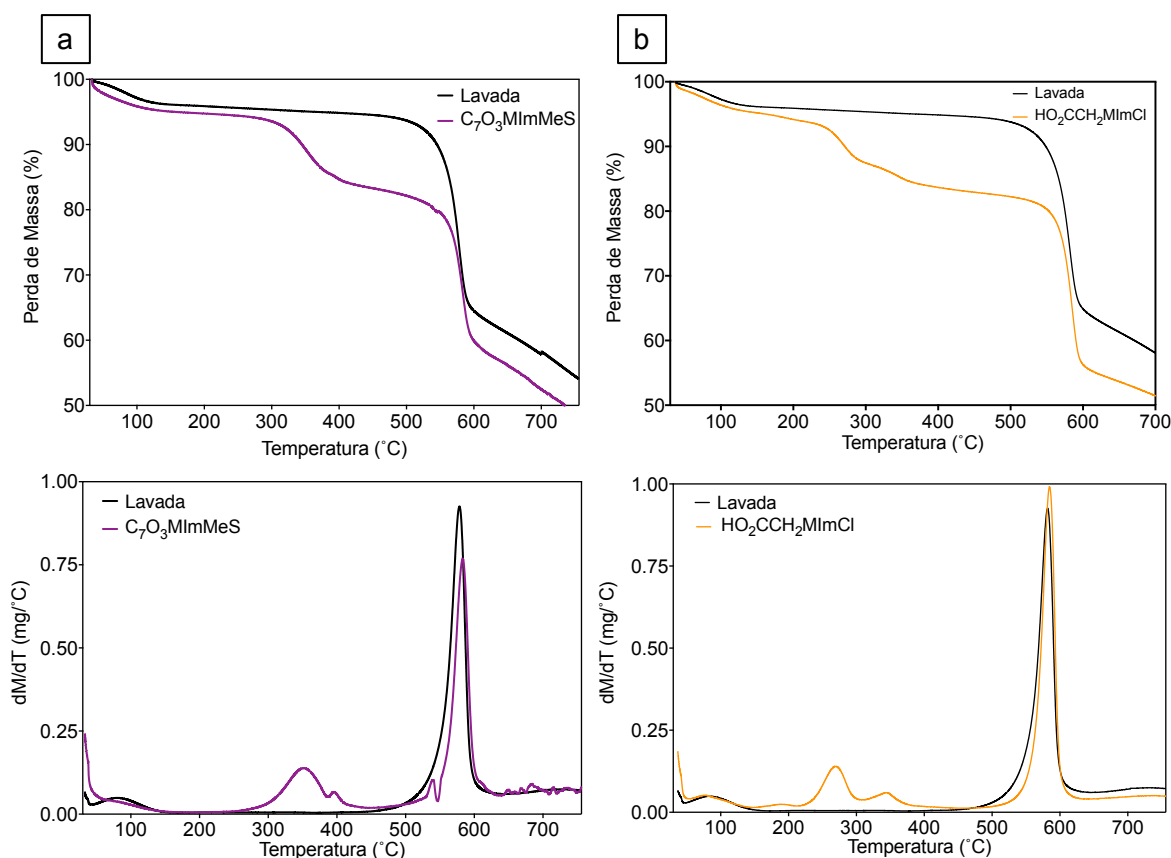 a
100
90
80
70
60
50
Perda de Massa (%)
Lavada
C₇O₃MImMeS
100 200 300 400 500 600 700
Temperatura (˚C)
b
100
90
80
70
60
50
Perda de Massa (%)
Lavada
HO₂CCH₂MImCl
100 200 300 400 500 600 700
Temperatura (˚C)
1.00
0.75
0.50
0.25
0.00
dM/dT (mg/˚C)
Lavada
C₇O₃MImMeS
100 200 300 400 500 600 700
Temperatura (˚C)
1.00
0.75
0.50
0.25
0.00
dM/dT (mg/˚C)
Lavada
HO₂CCH₂MImCl
100 200 300 400 500 600 700
Temperatura (˚C)